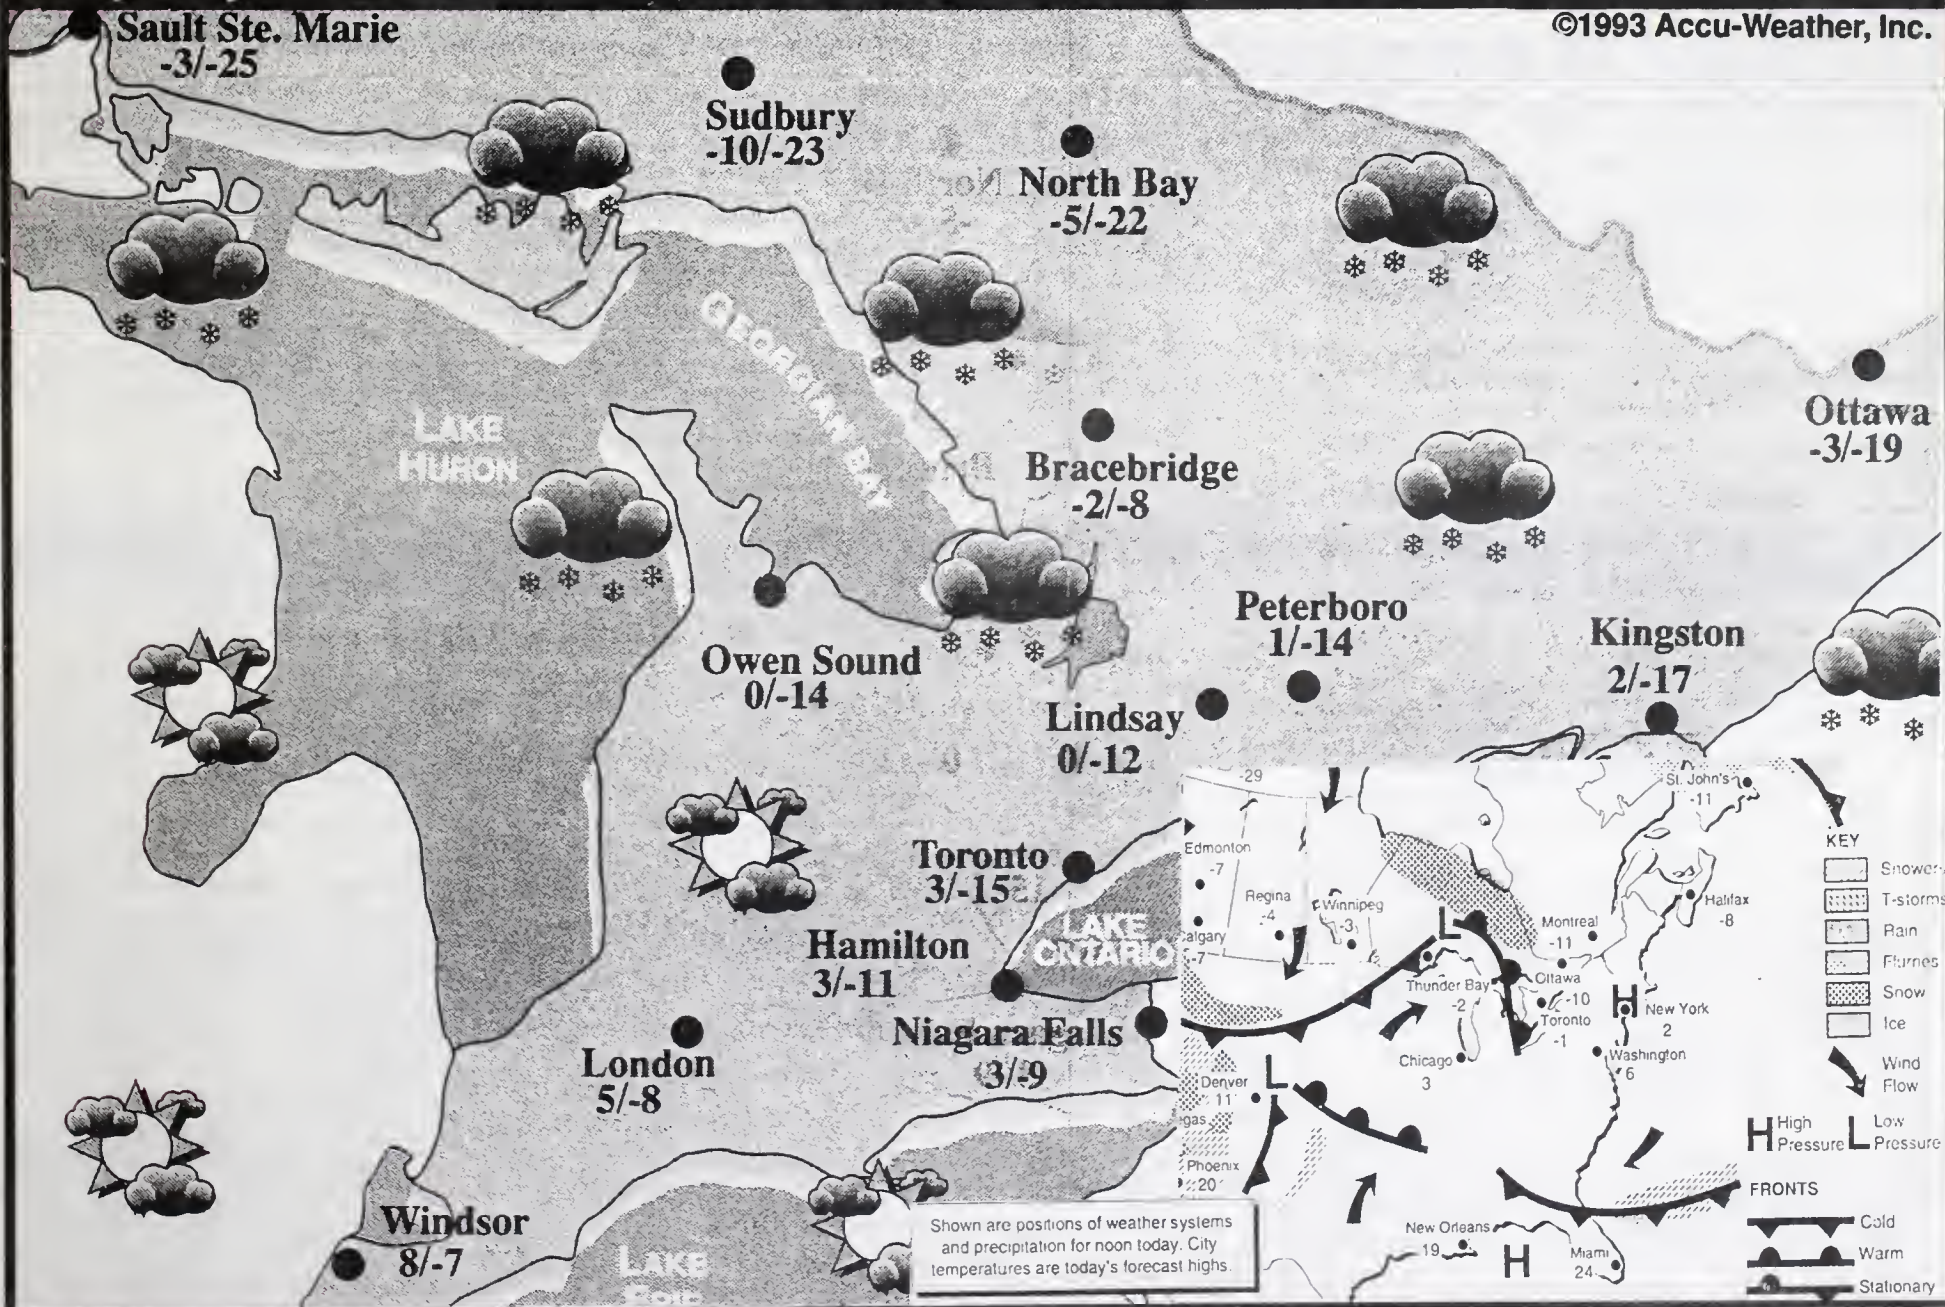 ©1993 Accu-Weather, Inc.
Sault Ste. Marie
-3/-25
Sudbury
-10/-23
North Bay
-5/-22
GEORGIAN BAY
LAKE
HURON
Ottawa
-3/-19
Bracebridge
-2/-8
Peterboro
1/-14
Kingston
2/-17
Owen Sound
0/-14
Lindsay
0/-12
Toronto
3/-15
LAKE
ONTARIO
Hamilton
3/-11
Niagara Falls
3/-9
London
5/-8
Windsor
8/-7
LAKE
-29
St. John's
-11
Edmonton
-7
Regina
-4
Winnipeg
-3
algary
-7
Montreal
-11
Halifax
-8
L
Thunder Bay
-2
Ottawa
-10
Toronto
-1
H
New York
2
Chicago
3
Washington
6
Denver
11
L
gas
Phoenix
20
New Orleans
19
H
Miami
24
KEY
Shower
T-storms
Rain
Flurries
Snow
Ice
Wind
Flow
H High
Pressure
L Low
Pressure
FRONTS
Cold
Warm
Stationary
Shown are positions of weather systems
and precipitation for noon today. City
temperatures are today's forecast highs.